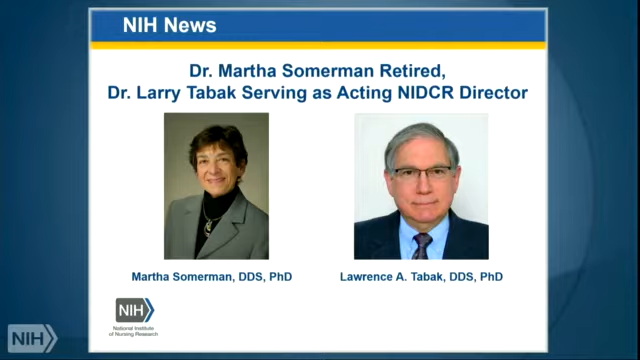 NIH News
Dr. Martha Somerman Retired,
Dr. Larry Tabak Serving as Acting NIDCR Director
Martha Somerman, DDS, PhD
Lawrence A. Tabak, DDS, PhD
NIH
National Institute
of Nursing Research
NIH